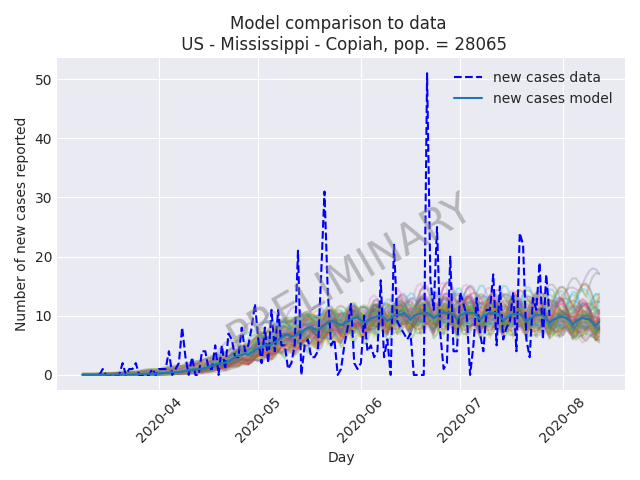 Model comparison to data
US - Mississippi - Copiah, pop. = 28065
Number of new cases reported
50
40
30
20
10
0
new cases data
new cases model
PRELIMINARY
2020-04
2020-05
2020-06
2020-07
2020-08
Day